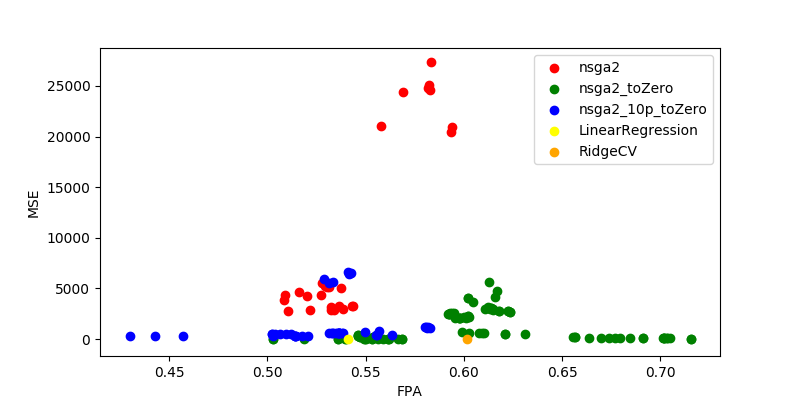 nsga2
nsga2_toZero
nsga2_10p_toZero
LinearRegression
RidgeCV
MSE
25000
20000
15000
10000
5000
0
0.45 0.50 0.55 0.60 0.65 0.70
FPA